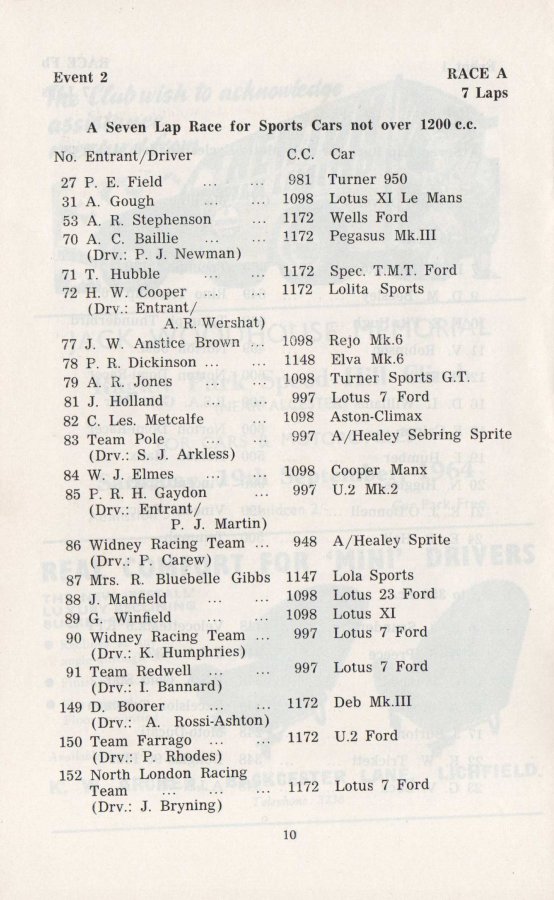 Event 2
RACE A
7 Laps
A Seven Lap Race for Sports Cars not over 1200 c.c.
No. Entrant/Driver C.C. Car
27 P. E. Field ... ... 981 Turner 950
31 A. Gough ... ... 1098 Lotus XI Le Mans
53 A. R. Stephenson ... 1172 Wells Ford
70 A. C. Baillie ... ... 1172 Pegasus Mk.III
(Drv.: P. J. Newman)
71 T. Hubble ... ... 1172 Spec. T.M.T. Ford
72 H. W. Cooper ... ... 1172 Lolita Sports
(Drv.: Entrant/
A. R. Wershat)
77 J. W. Anstice Brown ... 1098 Rejo Mk.6
78 P. R. Dickinson ... ... 1148 Elva Mk.6
79 A. R. Jones ... ... 1098 Turner Sports G.T.
81 J. Holland ... ... 997 Lotus 7 Ford
82 C. Les. Metcalfe ... 1098 Aston-Climax
83 Team Pole ... ... 997 A/Healey Sebring Sprite
(Drv.: S. J. Arkless)
84 W. J. Elmes ... ... 1098 Cooper Manx
85 P. R. H. Gaydon ... 997 U.2 Mk.2
(Drv.: Entrant/
P. J. Martin)
86 Widney Racing Team ... 948 A/Healey Sprite
(Drv.: P. Carew)
87 Mrs. R. Bluebelle Gibbs 1147 Lola Sports
88 J. Manfield ... ... 1098 Lotus 23 Ford
89 G. Winfield ... ... 1098 Lotus XI
90 Widney Racing Team ... 997 Lotus 7 Ford
(Drv.: K. Humphries)
91 Team Redwell ... ... 997 Lotus 7 Ford
(Drv.: I. Bannard)
149 D. Boorer ... ... 1172 Deb Mk.III
(Drv.: A. Rossi-Ashton)
150 Team Farrago ... ... 1172 U.2 Ford
(Drv.: P. Rhodes)
152 North London Racing
Team ... ... ... 1172 Lotus 7 Ford
(Drv.: J. Bryning)
10